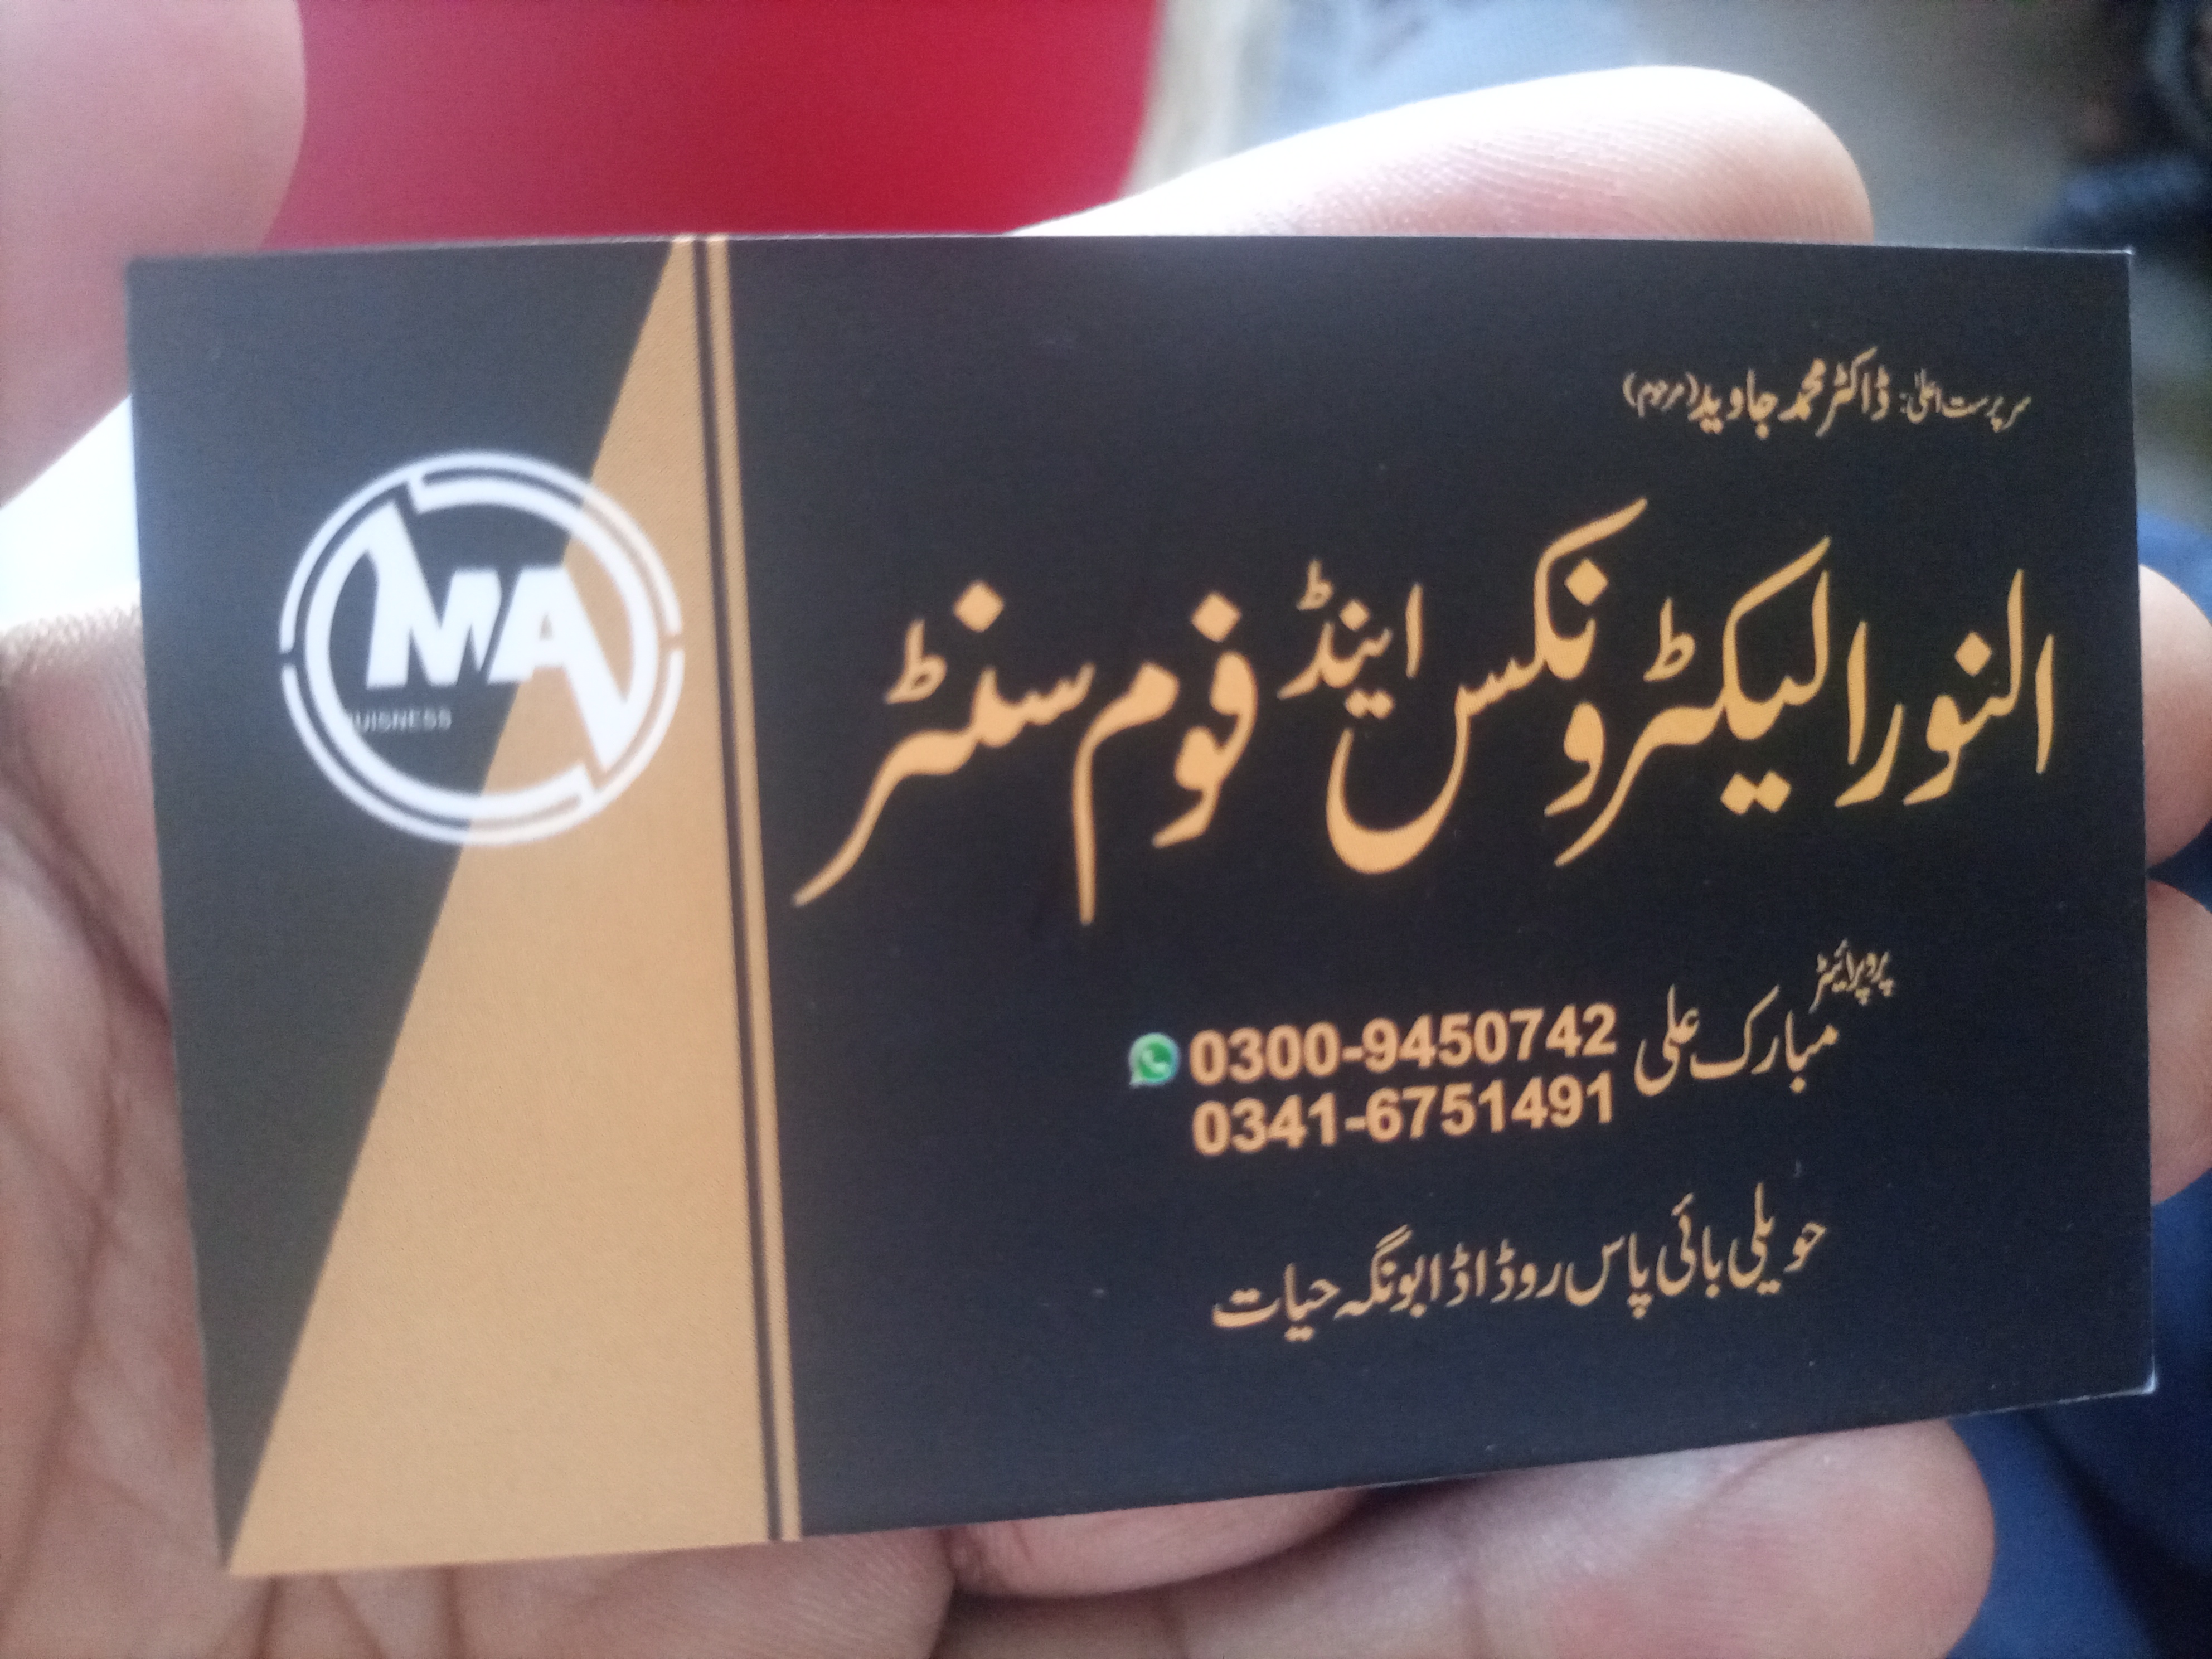 سرپرست اعلیٰ: ڈاکٹر محمد جاوید (مرحوم)
MA
UISNESS
النور الیکٹرونکس اینڈ فوم سنٹر
پروپرائیٹر
مبارک علی
0300-9450742
0341-6751491
حویلی بائی پاس روڈ اڈا بونگہ حیات